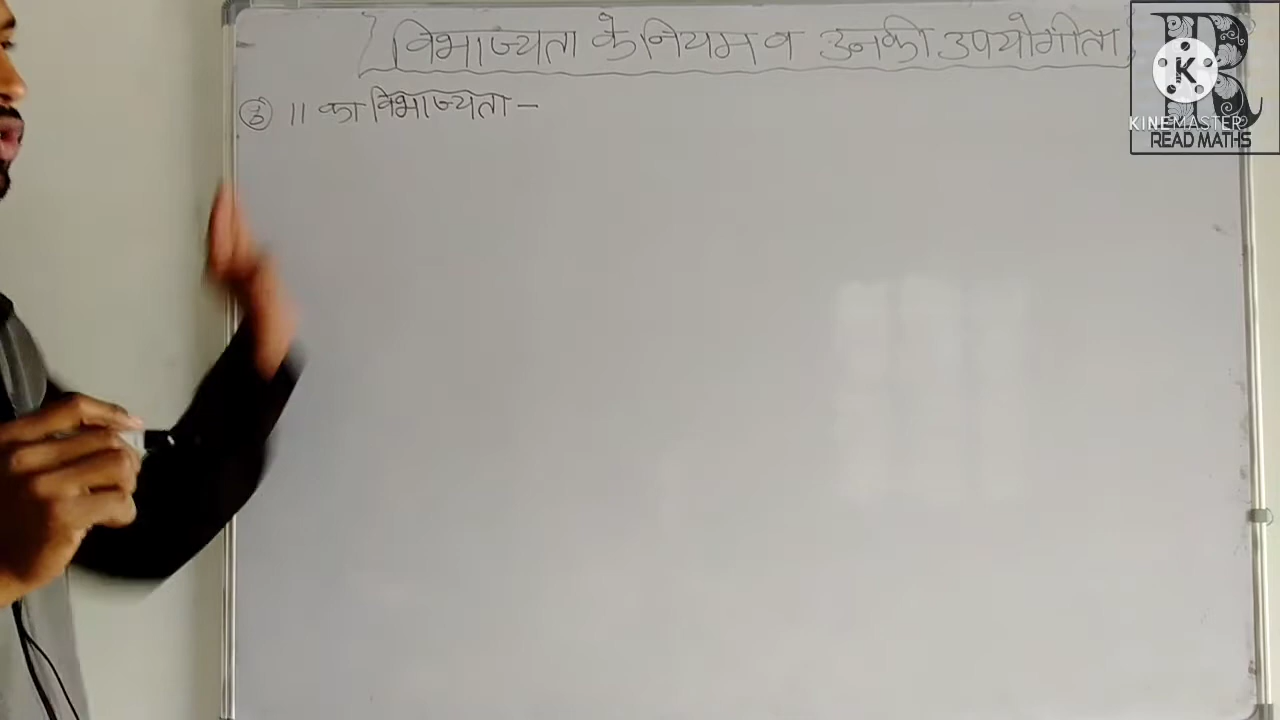 विभाज्यता के नियम व उनकी उपयोगीता
⑥ 11 का विभाज्यता -
R
K
KINEMASTER
READ MATHS